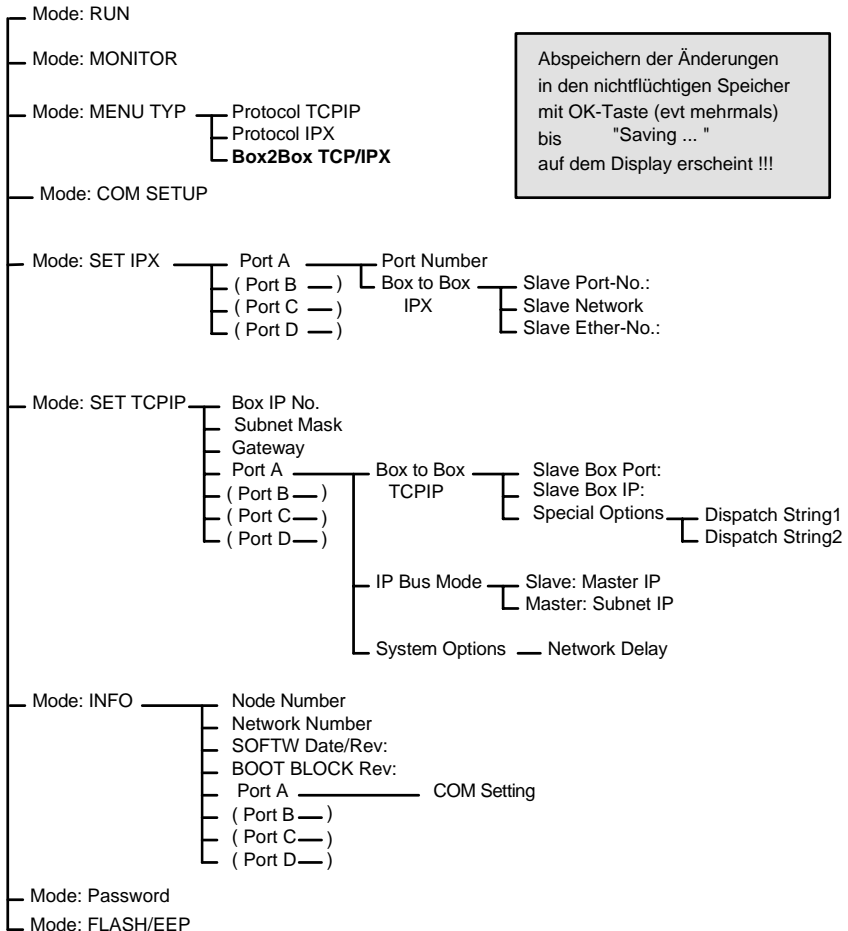 Mode: RUN
Mode: MONITOR
Abspeichern der Änderungen
in den nichtflüchtigen Speicher
mit OK-Taste (evt mehrmals)
bis "Saving ... "
auf dem Display erscheint !!!
Mode: MENU TYP
Protocol TCPIP
Protocol IPX
Box2Box TCP/IPX
Mode: COM SETUP
Mode: SET IPX
Port A
( Port B )
( Port C )
( Port D )
Port Number
Box to Box
IPX
Slave Port-No.:
Slave Network
Slave Ether-No.:
Mode: SET TCPIP
Box IP No.
Subnet Mask
Gateway
Port A
( Port B )
( Port C )
( Port D )
Box to Box
TCPIP
Slave Box Port:
Slave Box IP:
Special Options
Dispatch String1
Dispatch String2
IP Bus Mode
Slave: Master IP
Master: Subnet IP
System Options
Network Delay
Mode: INFO
Node Number
Network Number
SOFTW Date/Rev:
BOOT BLOCK Rev:
Port A
COM Setting
( Port B )
( Port C )
( Port D )
Mode: Password
Mode: FLASH/EEP